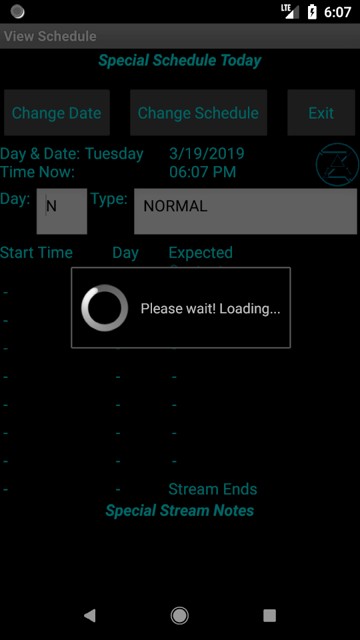 LTE 6:07
View Schedule
Special Schedule Today
Change Date Change Schedule Exit
Day & Date: Tuesday 3/19/2019
Time Now: 06:07 PM
Day: N Type: NORMAL
Start Time Day Expected
Please wait! Loading...
-
-
- - -
- - -
- - -
- - -
- - Stream Ends
Special Stream Notes